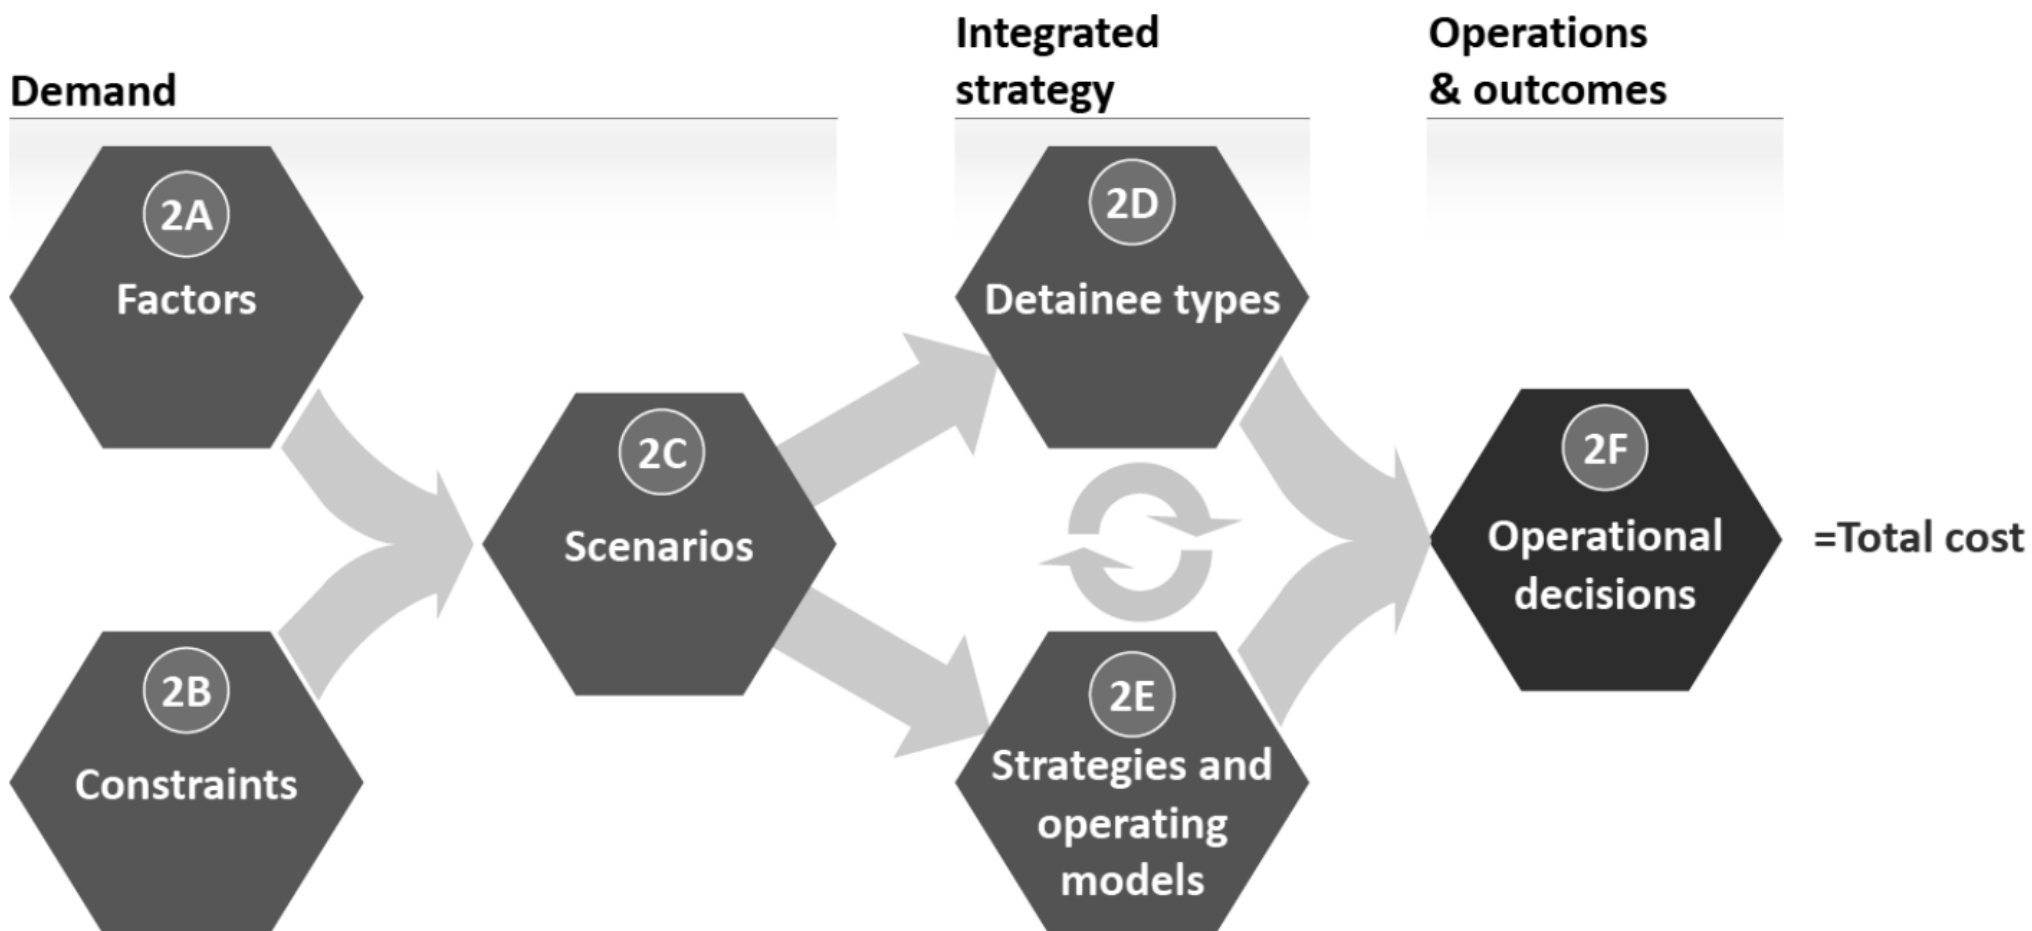 Demand
Integrated
strategy
Operations
& outcomes
2A
Factors
2B
Constraints
2C
Scenarios
2D
Detainee types
2E
Strategies and
operating
models
2F
Operational
decisions
=Total cost